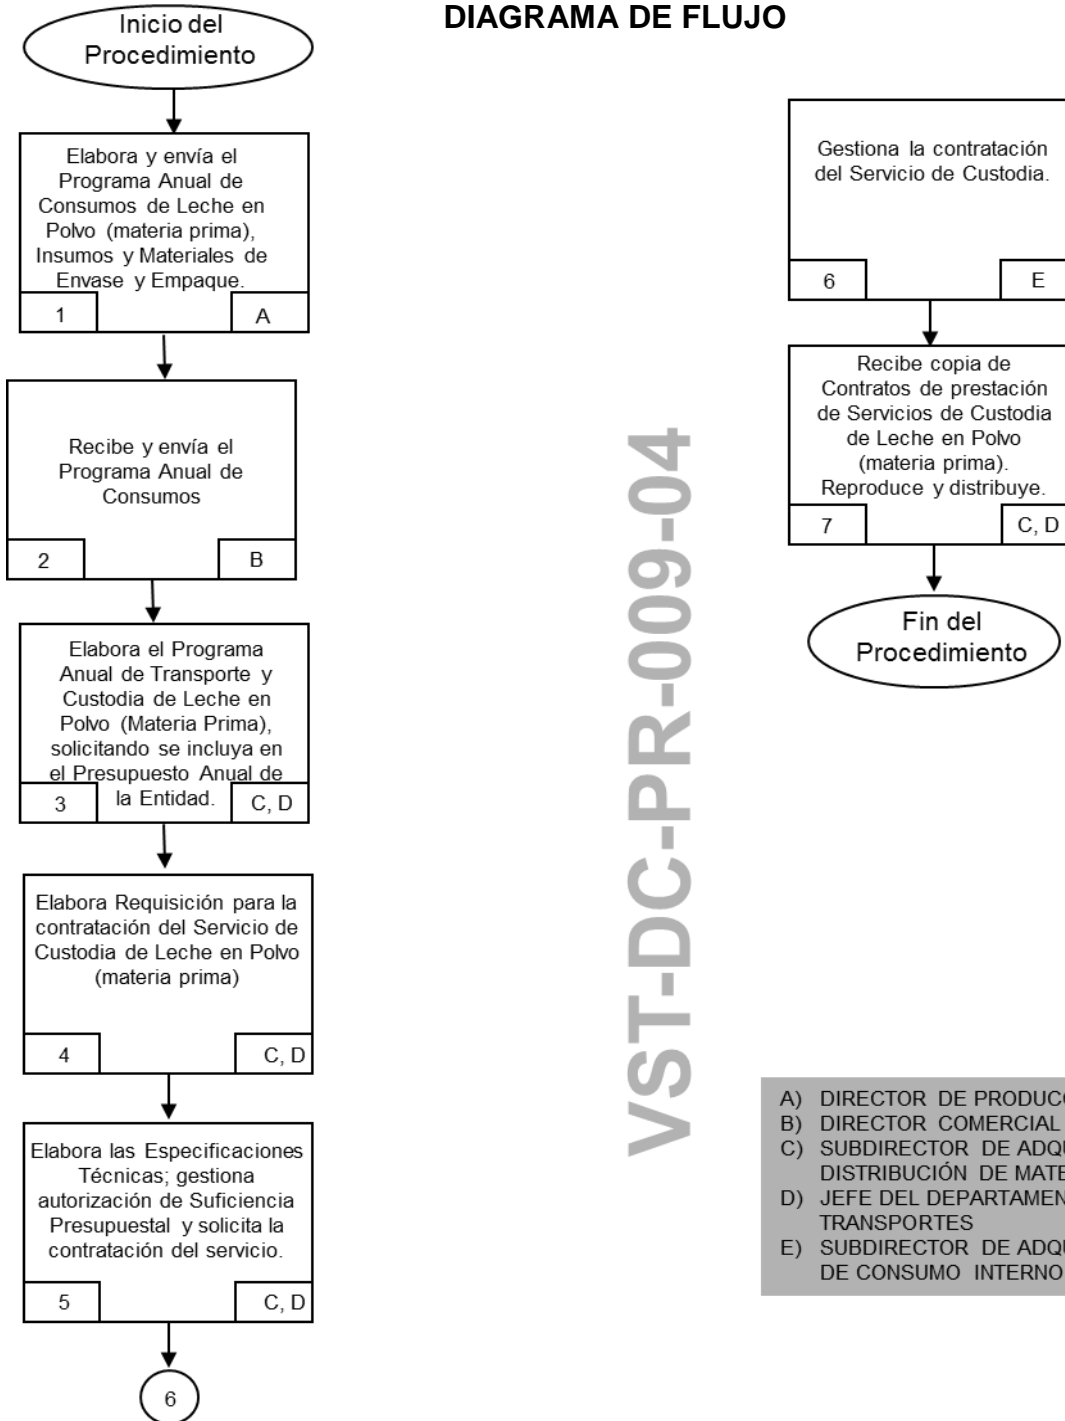 DIAGRAMA DE FLUJO
Inicio del
Procedimiento
Elabora y envía el
Programa Anual de
Consumos de Leche en
Polvo (materia prima),
Insumos y Materiales de
Envase y Empaque.
1
A
Recibe y envía el
Programa Anual de
Consumos
2
B
Elabora el Programa
Anual de Transporte y
Custodia de Leche en
Polvo (Materia Prima),
solicitando se incluya en
el Presupuesto Anual de
la Entidad.
3
C, D
Elabora Requisición para la
contratación del Servicio de
Custodia de Leche en Polvo
(materia prima)
4
C, D
Elabora las Especificaciones
Técnicas; gestiona
autorización de Suficiencia
Presupuestal y solicita la
contratación del servicio.
5
C, D
6
VST-DC-PR-0009-04
Gestiona la contratación
del Servicio de Custodia.
6
E
Recibe copia de
Contratos de prestación
de Servicios de Custodia
de Leche en Polvo
(materia prima).
Reproduce y distribuye.
7
C, D
Fin del
Procedimiento
A) DIRECTOR DE
B) DIRECTOR COMERCIAL
C) SUBDIRECTOR DE
DISTRIBUCIÓN DE
D) JEFE DEL
TRANSPORTES
E) SUBDIRECTOR DE
DE CONSUMO INTERNO